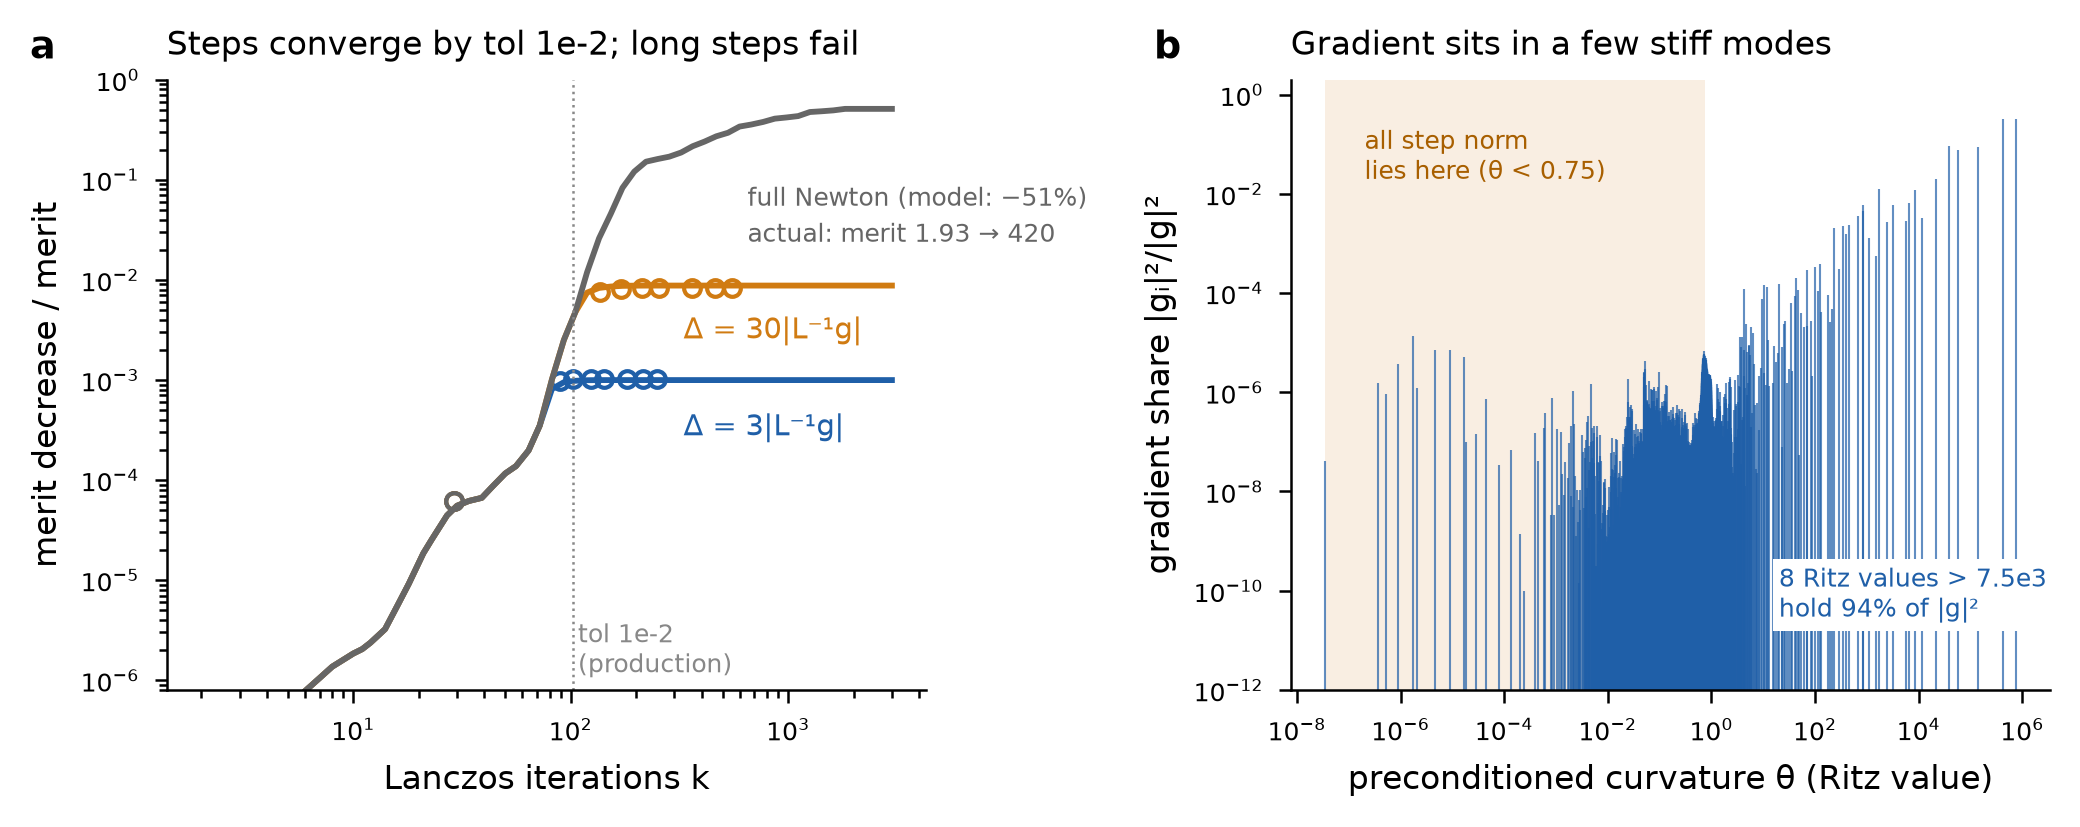 a
Steps converge by tol 1e-2; long steps fail
merit decrease / merit
10⁰
10⁻¹
10⁻²
10⁻³
10⁻⁴
10⁻⁵
10⁻⁶
full Newton (model: −51%)
actual: merit 1.93 → 420
Δ = 30|L⁻¹g|
Δ = 3|L⁻¹g|
tol 1e-2
(production)
10¹
10²
10³
Lanczos iterations k
b
Gradient sits in a few stiff modes
gradient share |gᵢ|²/|g|²
10⁰
10⁻²
10⁻⁴
10⁻⁶
10⁻⁸
10⁻¹⁰
10⁻¹²
all step norm
lies here (θ < 0.75)
8 Ritz values > 7.5e3
hold 94% of |g|²
10⁻⁸
10⁻⁶
10⁻⁴
10⁻²
10⁰
10²
10⁴
10⁶
preconditioned curvature θ (Ritz value)